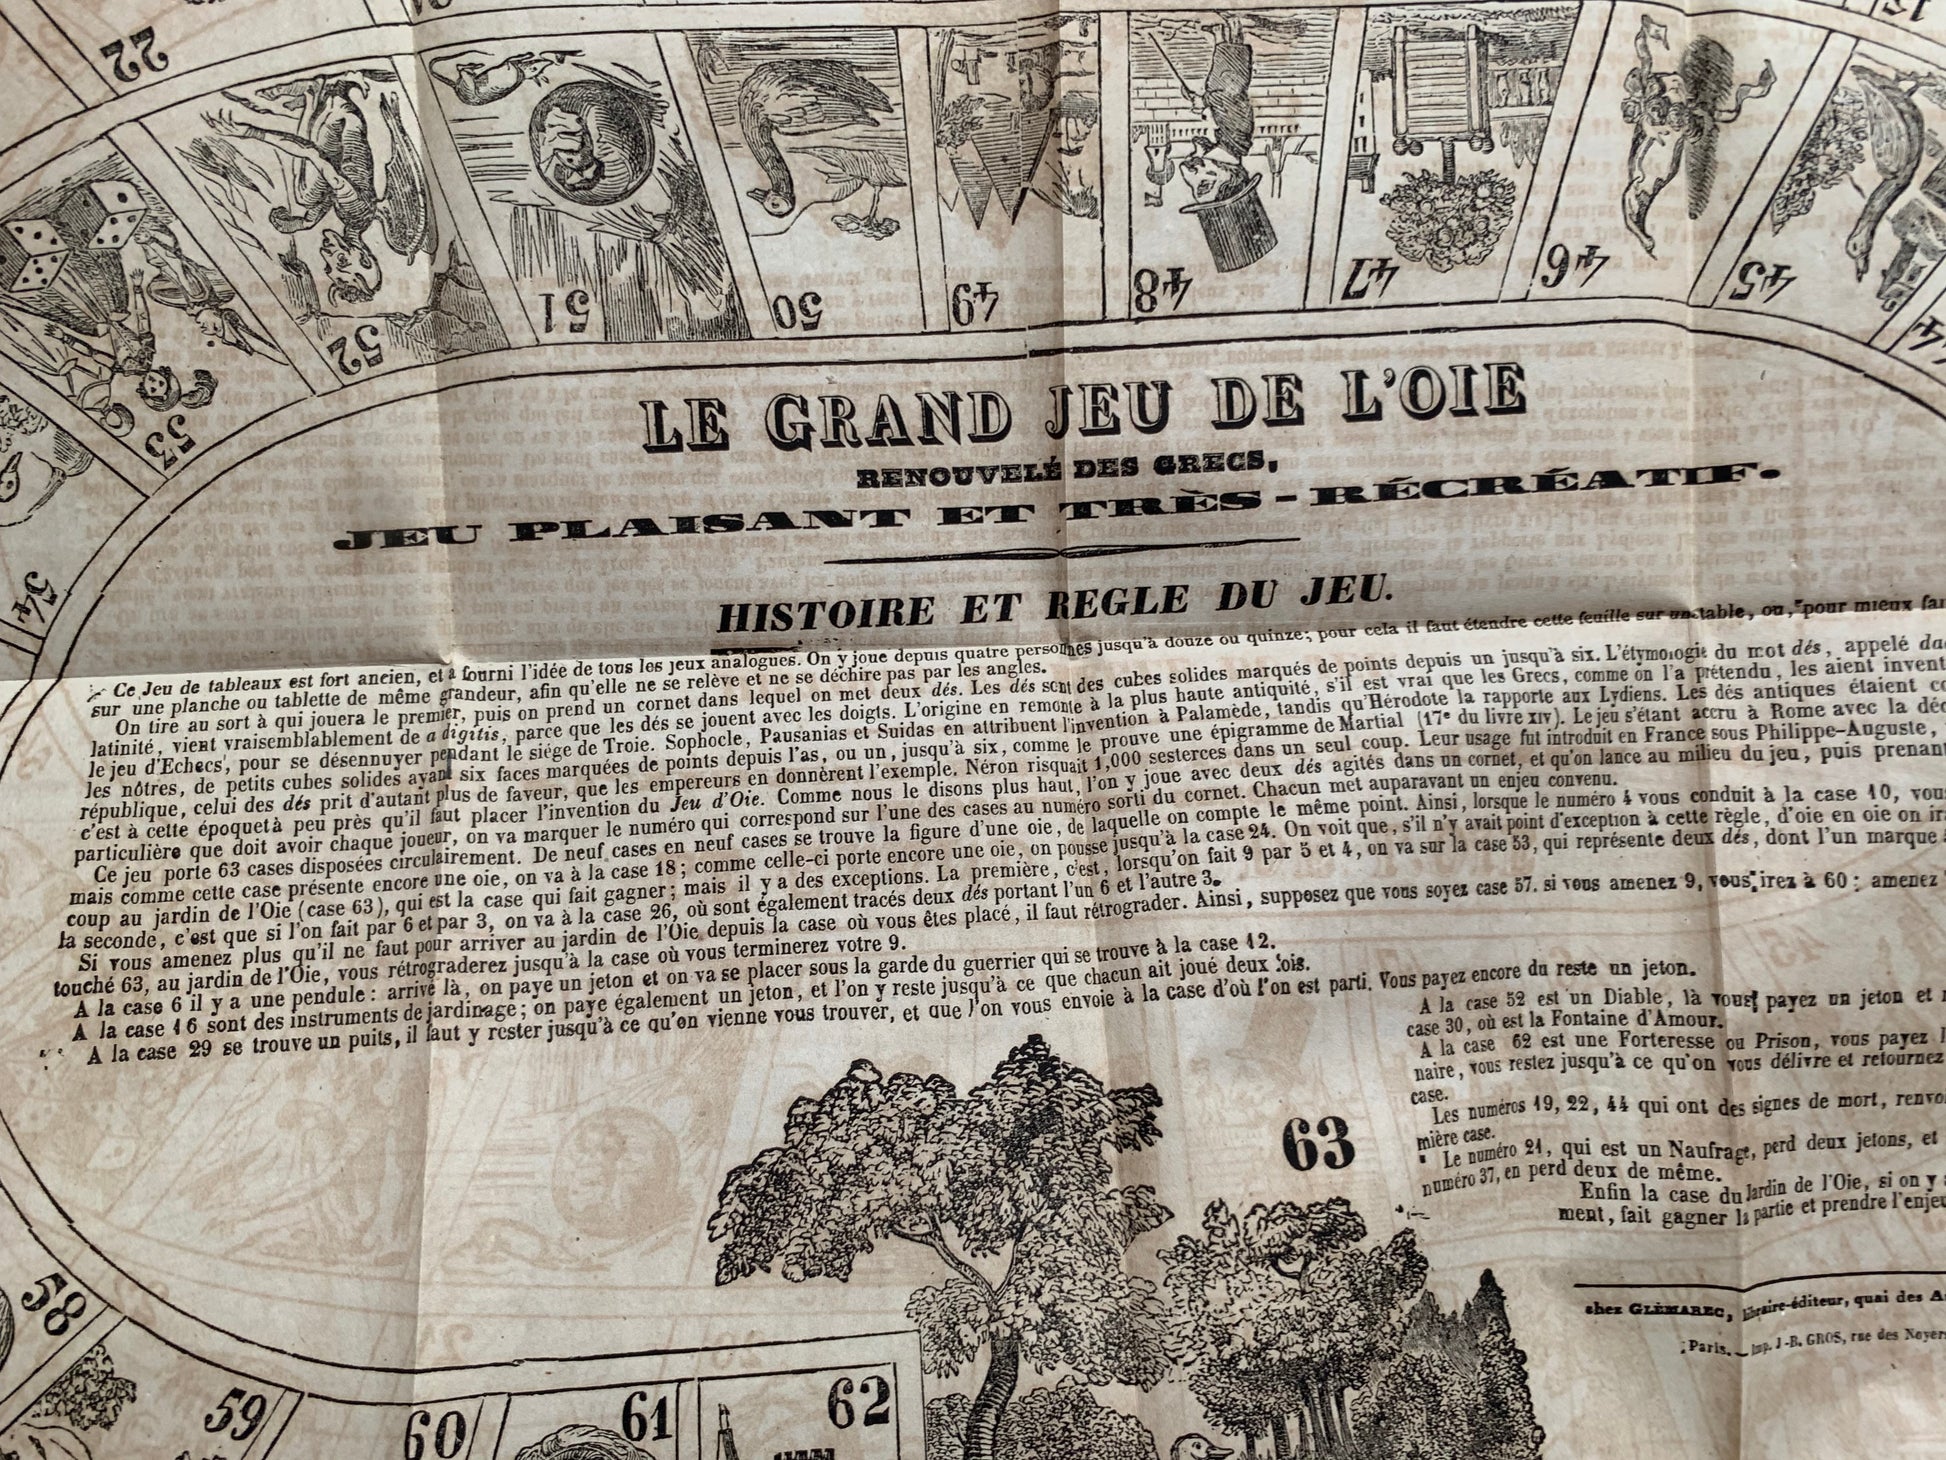 22
15
51
50
49
48
47
46
45
44
52
53
54
LE GRAND JEU DE L'OIE
RENOUVELÉ DES GRECS,
JEU PLAISANT ET TRÈS-RÉCRÉATIF.
HISTOIRE ET REGLE DU JEU.
Ce Jeu de tableaux est fort ancien, et a fourni l'idée de tous les jeux analogues. On y joue depuis quatre personnes jusqu'à douze ou quinze; pour cela il faut étendre cette feuille sur une table, ou, pour mieux
sur une planche ou tablette de même grandeur, afin qu'elle ne se relève et ne se déchire pas par les angles.
On tire au sort à qui jouera le premier, puis on prend un cornet dans lequel on met deux dés. Les dés sont des cubes solides marqués de points depuis un jusqu'à six. L'étymologie du mot dés, appelé
latinité, vient vraisemblablement de a digitis, parce que les dés se jouent avec les doigts. L'origine en remonte à la plus haute antiquité, s'il est vrai que les Grecs, comme on l'a prétendu, les aient
le jeu d'Echecs, pour se désennuyer pendant le siége de Troie. Sophocle, Pausanias et Suidas en attribuent l'invention à Palamède, tandis qu'Hérodote la rapporte aux Lydiens. Les dés antiques étaient
les nôtres, de petits cubes solides ayant six faces marquées de points depuis l'as, ou un, jusqu'à six, comme le prouve une épigramme de Martial (17e du livre XIV). Le jeu s'étant accru à Rome avec la
république, celui des dés prit d'autant plus de faveur, que les empereurs en donnèrent l'exemple. Néron risquait 1,000 sesterces dans un seul coup. Leur usage fut introduit en France sous Philippe-Auguste,
c'est à cette époque à peu près qu'il faut placer l'invention du Jeu d'Oie. Comme nous le disons plus haut, l'on y joue avec deux dés agités dans un cornet, et qu'on lance au milieu du jeu, puis
particulière que doit avoir chaque joueur, on va marquer le numéro qui correspond sur l'une des cases au numéro sorti du cornet. Chacun met auparavant un enjeu convenu.
Ce jeu porte 63 cases disposées circulairement. De neuf cases en neuf cases se trouve la figure d'une oie, de laquelle on compte le même point. Ainsi, lorsque le numéro 4 vous conduit à la case 10,
mais comme cette case présente encore une oie, on va à la case 18; comme celle-ci porte encore une oie, on pousse jusqu'à la case 24. On voit que, s'il n'y avait point d'exception à cette règle, d'oie en oie on
coup au jardin de l'Oie (case 63), qui est la case qui fait gagner; mais il y a des exceptions. La première, c'est, lorsqu'on fait 9 par 5 et 4, on va sur la case 53, qui représente deux dés, dont l'un marque
la seconde, c'est que si l'on fait par 6 et par 3, on va à la case 26, où sont également tracés deux dés portant l'un 6 et l'autre 3.
Si vous amenez plus qu'il ne faut pour arriver au jardin de l'Oie depuis la case où vous êtes placé, il faut rétrograder. Ainsi, supposez que vous soyez case 57. si vous amenez 9, vous irez à 60; amenez
touché 63, au jardin de l'Oie, vous rétrograderez jusqu'à la case où vous terminerez votre 9.
A la case 6 il y a une pendule: arrivé là, on paye un jeton et on va se placer sous la garde du guerrier qui se trouve à la case 12.
A la case 16 sont des instruments de jardinage; on paye également un jeton, et l'on y reste jusqu'à ce que chacun ait joué deux fois.
A la case 29 se trouve un puits, il faut y rester jusqu'à ce qu'on vienne vous trouver, et que l'on vous envoie à la case d'où l'on est parti. Vous payez encore du reste un jeton.
A la case 52 est un Diable, là vous payez un jeton et
case 30, où est la Fontaine d'Amour.
A la case 62 est une Forteresse ou Prison, vous payez
naire, vous restez jusqu'à ce qu'on vous délivre et retournez
case.
Les numéros 19, 22, 44 qui ont des signes de mort,
mière case.
Le numéro 21, qui est un Naufrage, perd deux jetons, et
numéro 37, en perd deux de même.
Enfin la case du Jardin de l'Oie, si on y
ment, fait gagner la partie et prendre l'enjeu
63
chez GLÉMAREC, libraire-éditeur, quai des
Paris. — Imp. J-B. GROS, rue des Noyers
58
59
60
61
62